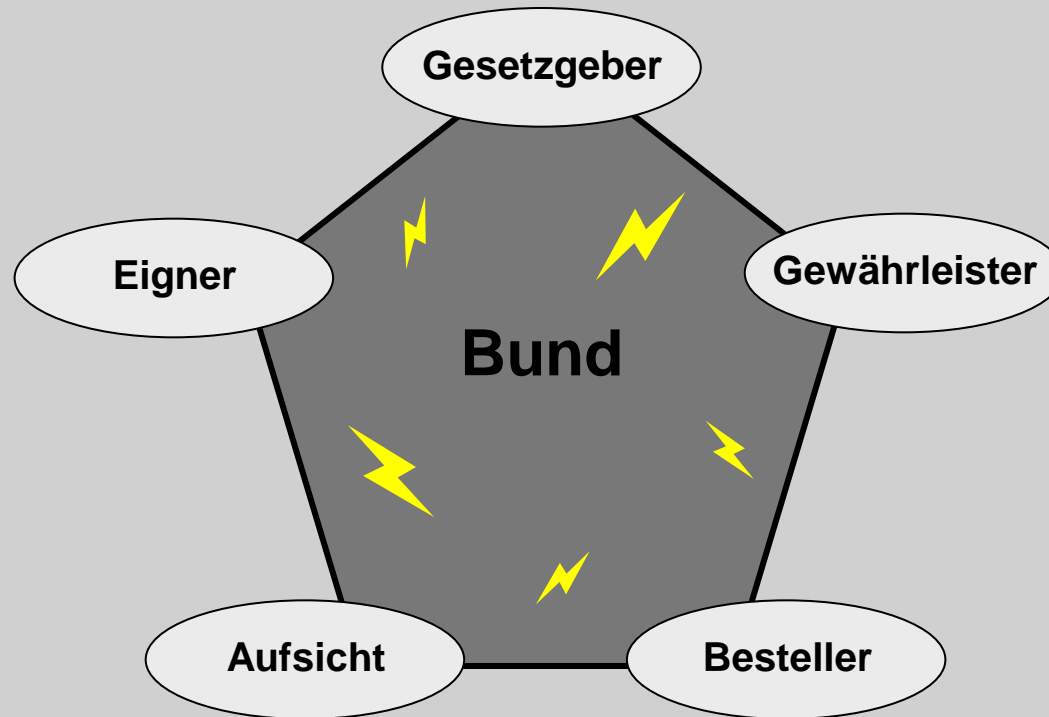 Gesetzgeber
Eigner
Gewährleister
Bund
Aufsicht
Besteller